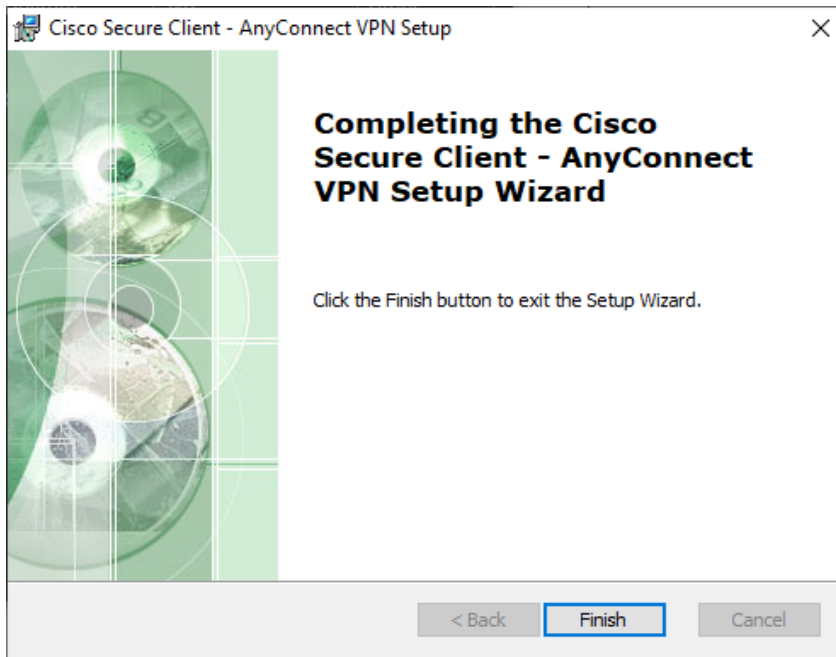 Cisco Secure Client - AnyConnect VPN Setup
Completing the Cisco
Secure Client - AnyConnect
VPN Setup Wizard
Click the Finish button to exit the Setup Wizard.
< Back
Finish
Cancel